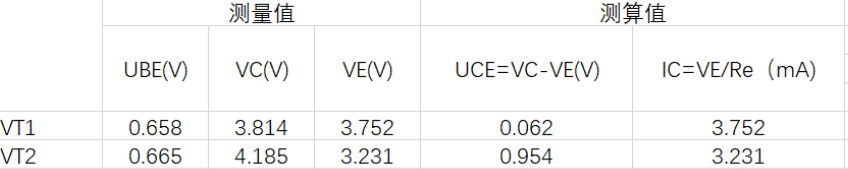 测量值 测算值
UBE(V) VC(V) VE(V) UCE=VC-VE(V) IC=VE/Re（mA)
VT1 0.658 3.814 3.752 0.062 3.752
VT2 0.665 4.185 3.231 0.954 3.231